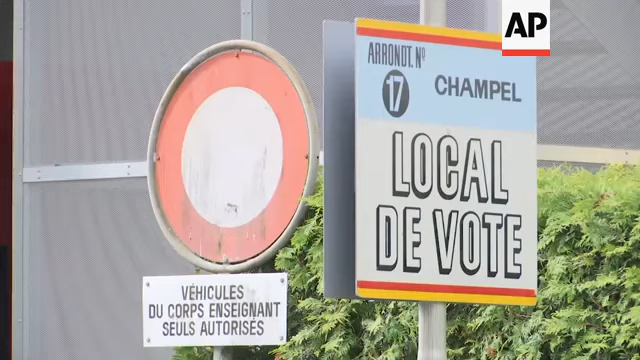 AP
ARRONDT. Nº
17 CHAMPEL
LOCAL
DE VOTE
VÉHICULES
DU CORPS ENSEIGNANT
SEULS AUTORISÉS